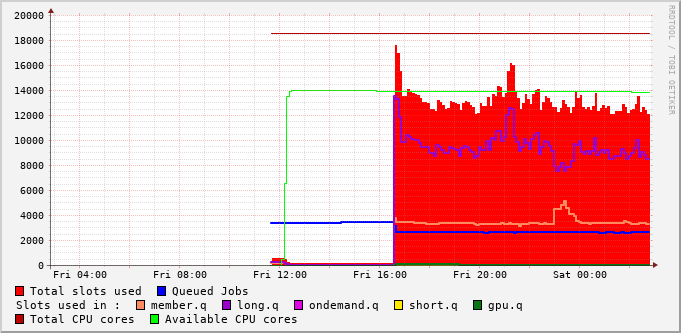 RRDTOOL / TOBI OETIKER
20000
18000
16000
14000
12000
10000
8000
6000
4000
2000
0
Fri 04:00 Fri 08:00 Fri 12:00 Fri 16:00 Fri 20:00 Sat 00:00
Total slots used Queued Jobs
Slots used in : member.q long.q ondemand.q short.q gpu.q
Total CPU cores Available CPU cores